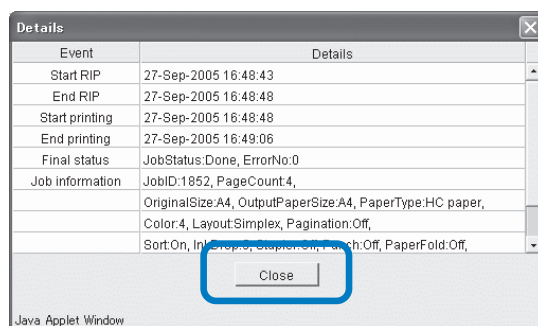 Details
Event Details
Start RIP 27-Sep-2005 16:48:43
End RIP 27-Sep-2005 16:48:48
Start printing 27-Sep-2005 16:48:48
End printing 27-Sep-2005 16:49:06
Final status JobStatus:Done, ErrorNo:0
Job information JobID:1852, PageCount:4,
OriginalSize:A4, OutputPaperSize:A4, PaperType:HC paper,
Color:4, Layout:Simplex, Pagination:Off,
Sort:On, PaperFold:Off,
Close
Java Applet Window